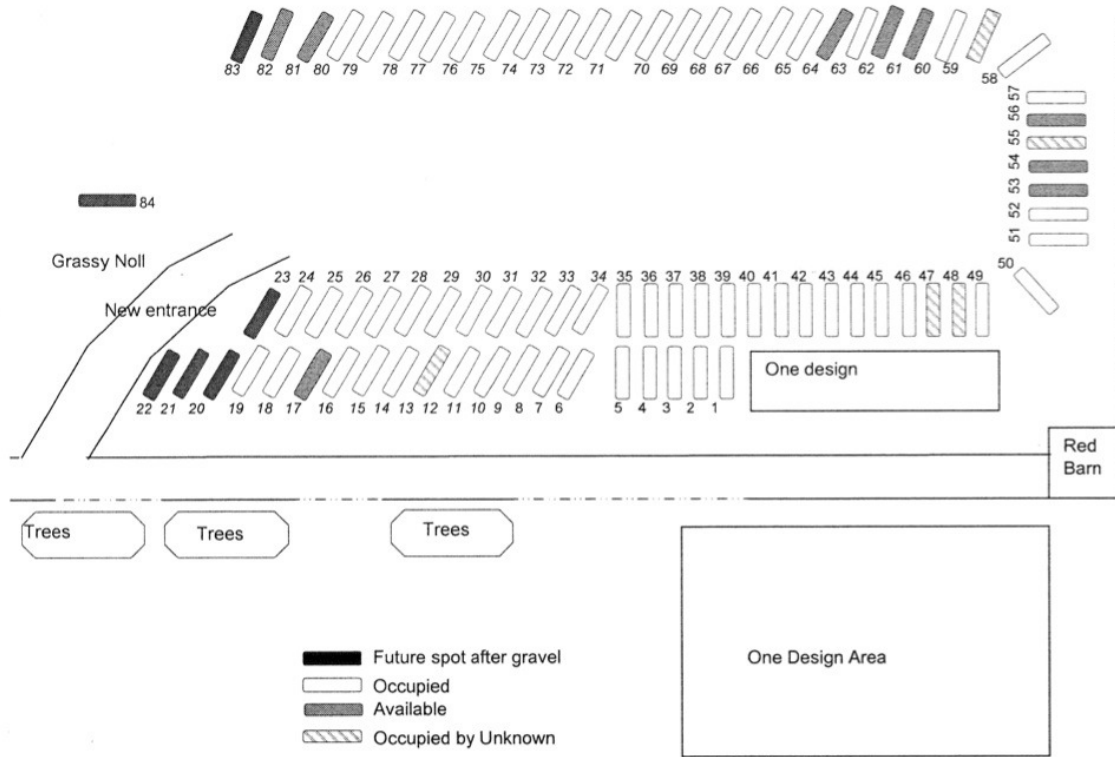 83 82 81 80 79 78 77 76 75 74 73 72 71 70 69 68 67 66 65 64 63 62 61 60 59
58
57
56
55
54
53
52
51
50
84
Grassy Noll
New entrance
23 24 25 26 27 28 29 30 31 32 33 34 35 36 37 38 39 40 41 42 43 44 45 46 47 48 49
22 21 20 19 18 17 16 15 14 13 12 11 10 9 8 7 6 5 4 3 2 1
One design
Red
Barn
Trees
Trees
Trees
One Design Area
Future spot after gravel
Occupied
Available
Occupied by Unknown